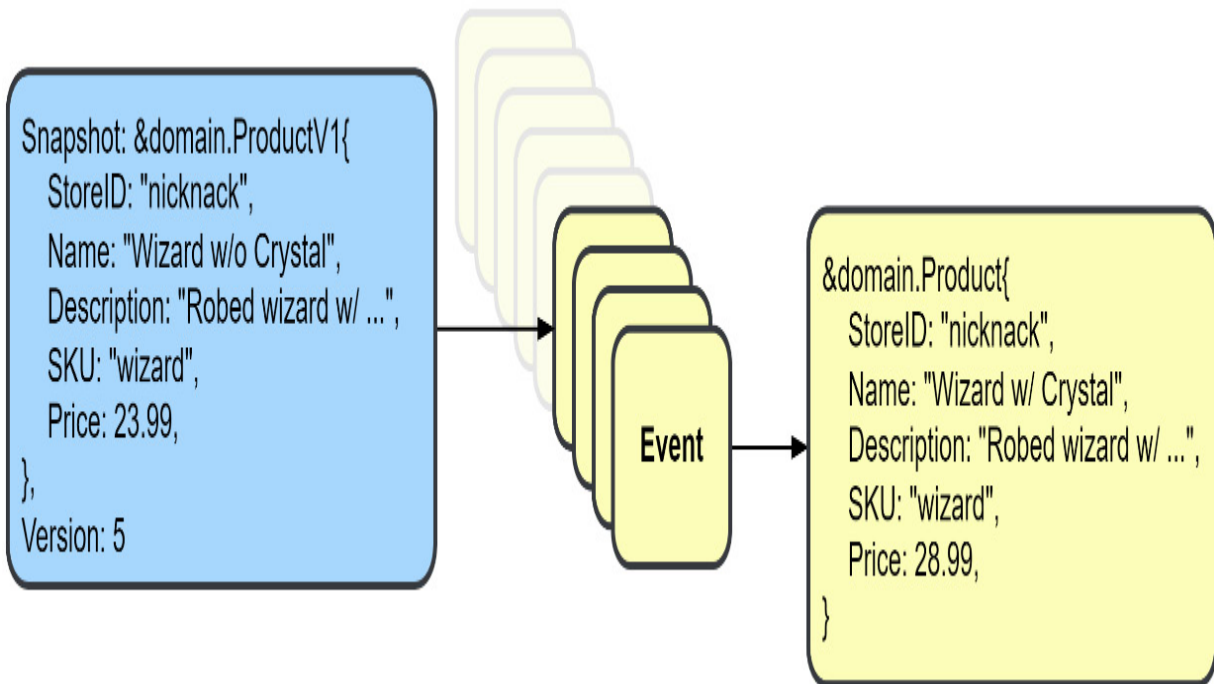 Snapshot: &domain.ProductV1{
StoreID: "nicknack",
Name: "Wizard w/o Crystal",
Description: "Robed wizard w/ ...",
SKU: "wizard",
Price: 23.99,
},
Version: 5
Event
&domain.Product{
StoreID: "nicknack",
Name: "Wizard w/ Crystal",
Description: "Robed wizard w/ ...",
SKU: "wizard",
Price: 28.99,
}